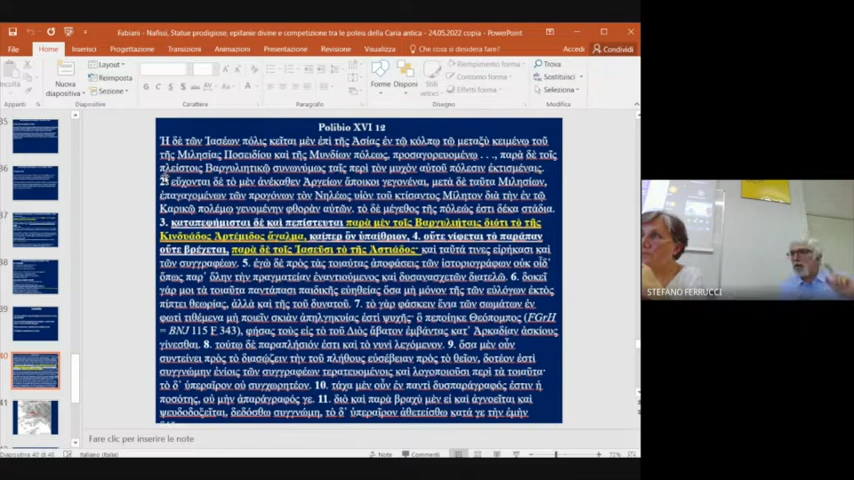 Fabiani - Nafissi, Statue prodigiose, epifanie divine e competizione tra le poleis della Caria antica - 24.05.2022 copia - PowerPoint
File Home Inserisci Progettazione Transizioni Animazioni Presentazione Revisione Visualizza Che cosa si desidera fare? Accedi Condividi
Incolla
Nuova diapositiva
Layout
Reimposta
Sezione
Forme
Disponi
Stili veloci
Riempimento forma
Contorno forma
Effetti forma
Trova
Sostituisci
Seleziona
Appunti Diapositive Carattere Paragrafo Disegno Modifica
Polibio XVI 12
Ἡ δὲ τῶν Ἰασέων πόλις κεῖται μὲν ἐπὶ τῆς Ἀσίας ἐν τῷ κόλπῳ τῷ μεταξὺ κειμένῳ τοῦ
τῆς Μιλησίας Ποσειδίου καὶ τῆς Μυνδίων πόλεως, προσαγορευομένῳ . . ., παρὰ δὲ τοῖς
πλείστοις Βαργυλιητικῷ συνωνύμως ταῖς περὶ τὸν μυχὸν αὐτοῦ πόλεσιν ἐκτισμέναις.
2. εὔχονται δὲ τὸ μὲν ἀνέκαθεν Ἀργείων ἄποικοι γεγονέναι, μετὰ δὲ ταῦτα Μιλησίων,
ἐπαγαγομένων τῶν προγόνων τὸν Νηλέως υἱὸν τοῦ κτίσαντος Μίλητον διὰ τὴν ἐν τῷ
Καρικῷ πολέμῳ γενομένην φθορὰν αὐτῶν. τὸ δὲ μέγεθος τῆς πόλεώς ἐστι δέκα στάδια.
3. καταπεφήμισται δὲ καὶ πεπίστευται παρὰ μὲν τοῖς Βαργυλιήταις διότι τὸ τῆς
Κινδυάδος Ἀρτέμιδος ἄγαλμα, καίπερ ὂν ὑπαίθριον, 4. οὔτε νίφεται τὸ παράπαν
οὔτε βρέχεται, παρὰ δὲ τοῖς Ἰασεῦσι τὸ τῆς Ἀστιάδος· καὶ ταῦτά τινες εἰρήκασι καὶ
τῶν συγγραφέων. 5. ἐγὼ δὲ πρὸς τὰς τοιαύτας ἀποφάσεις τῶν ἱστοριογράφων οὐκ οἶδ᾽
ὅπως παρ᾽ ὅλην τὴν πραγματείαν ἐναντιούμενος καὶ δυσανασχετῶν διατελῶ. 6. δοκεῖ
γάρ μοι τὰ τοιαῦτα παντάπασι παιδικῆς εὐηθείας ὅσα μὴ μόνον τῆς τῶν εὐλόγων ἐκτὸς
πίπτει θεωρίας, ἀλλὰ καὶ τῆς τοῦ δυνατοῦ. 7. τὸ γὰρ φάσκειν ἔνια τῶν σωμάτων ἐν
φωτὶ τιθέμενα μὴ ποιεῖν σκιὰν ἀπηλγηκυίας ἐστὶ ψυχῆς· ὃ πεποίηκε Θεόπομπος (FGrH
= BNJ 115 F 343), φήσας τοὺς εἰς τὸ τοῦ Διὸς ἄβατον ἐμβάντας κατ᾽ Ἀρκαδίαν ἀσκίους
γίνεσθαι. 8. τούτῳ δὲ παραπλήσιόν ἐστι καὶ τὸ νυνὶ λεγόμενον. 9. ὅσα μὲν οὖν
συντείνει πρὸς τὸ διασῴζειν τὴν τοῦ πλήθους εὐσέβειαν πρὸς τὸ θεῖον, δοτέον ἐστὶ
συγγνώμην ἐνίοις τῶν συγγραφέων τερατευομένοις καὶ λογοποιοῦσι περὶ τὰ τοιαῦτα·
τὸ δ᾽ ὑπεραῖρον οὐ συγχωρητέον. 10. τάχα μὲν οὖν ἐν παντὶ δυσπαράγραφός ἐστιν ἡ
ποσότης, οὐ μὴν ἀπαράγραφός γε. 11. διὸ καὶ παρὰ βραχὺ μὲν εἰ καὶ ἀγνοεῖται καὶ
ψευδοδοξεῖται, δεδόσθω συγγνώμη, τὸ δ᾽ ὑπεραῖρον ἀθετείσθω κατά γε τὴν ἐμὴν
35
36
37
38
39
40
41
Fare clic per inserire le note
Italiano (Italia) Note Commenti 72%
STEFANO FERRUCCI